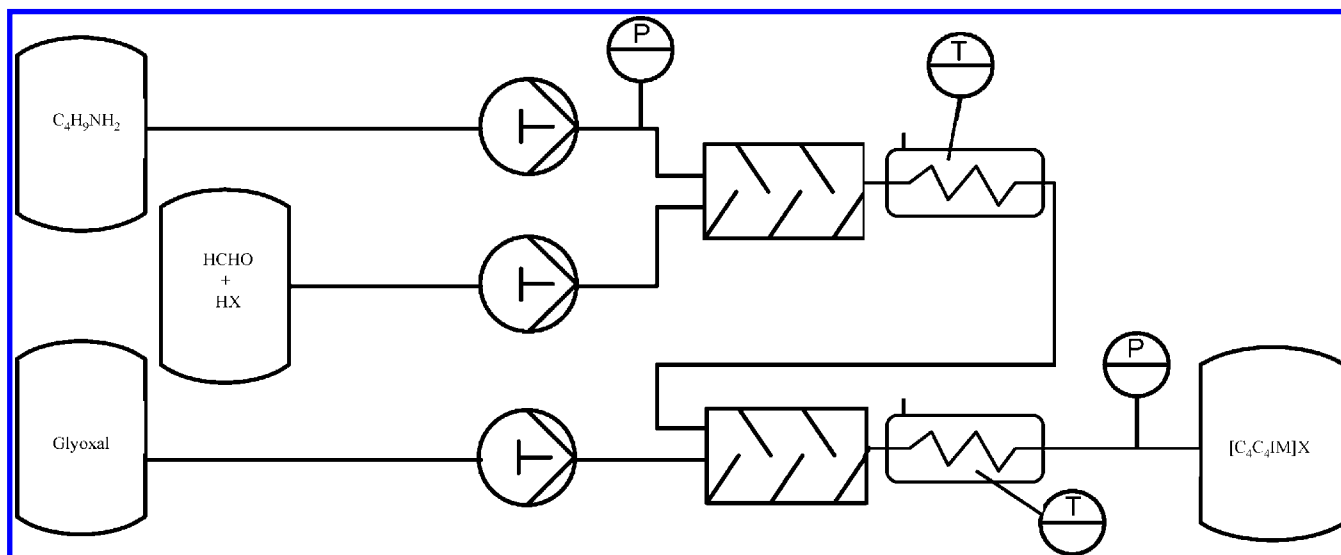 P
T
C₄H₉NH₂
HCHO
+
HX
P
Glyoxal
[C₄C₄IM]X
T